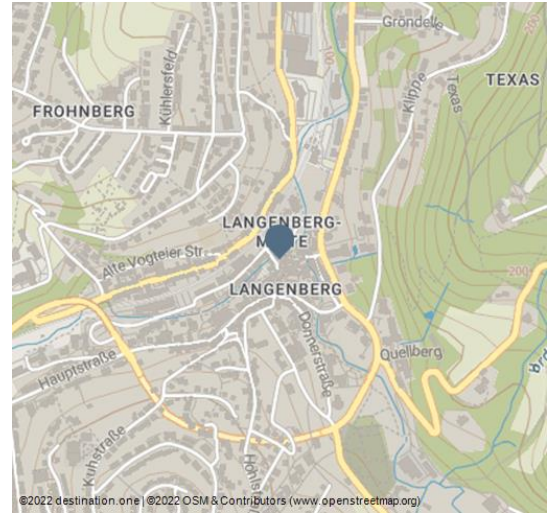 Gröndelle
Kühlersfeld
Klippe
Texas
TEXAS
FROHNBERG
100
200
LANGENBERG-
MITTE
Alte Vogteier Str.
LANGENBERG
200
Donnerstraße
Quellberg
Hauptstraße
Kuhstraße
©2022 destination.one | ©2022 OSM & Contributors (www.openstreetmap.org)